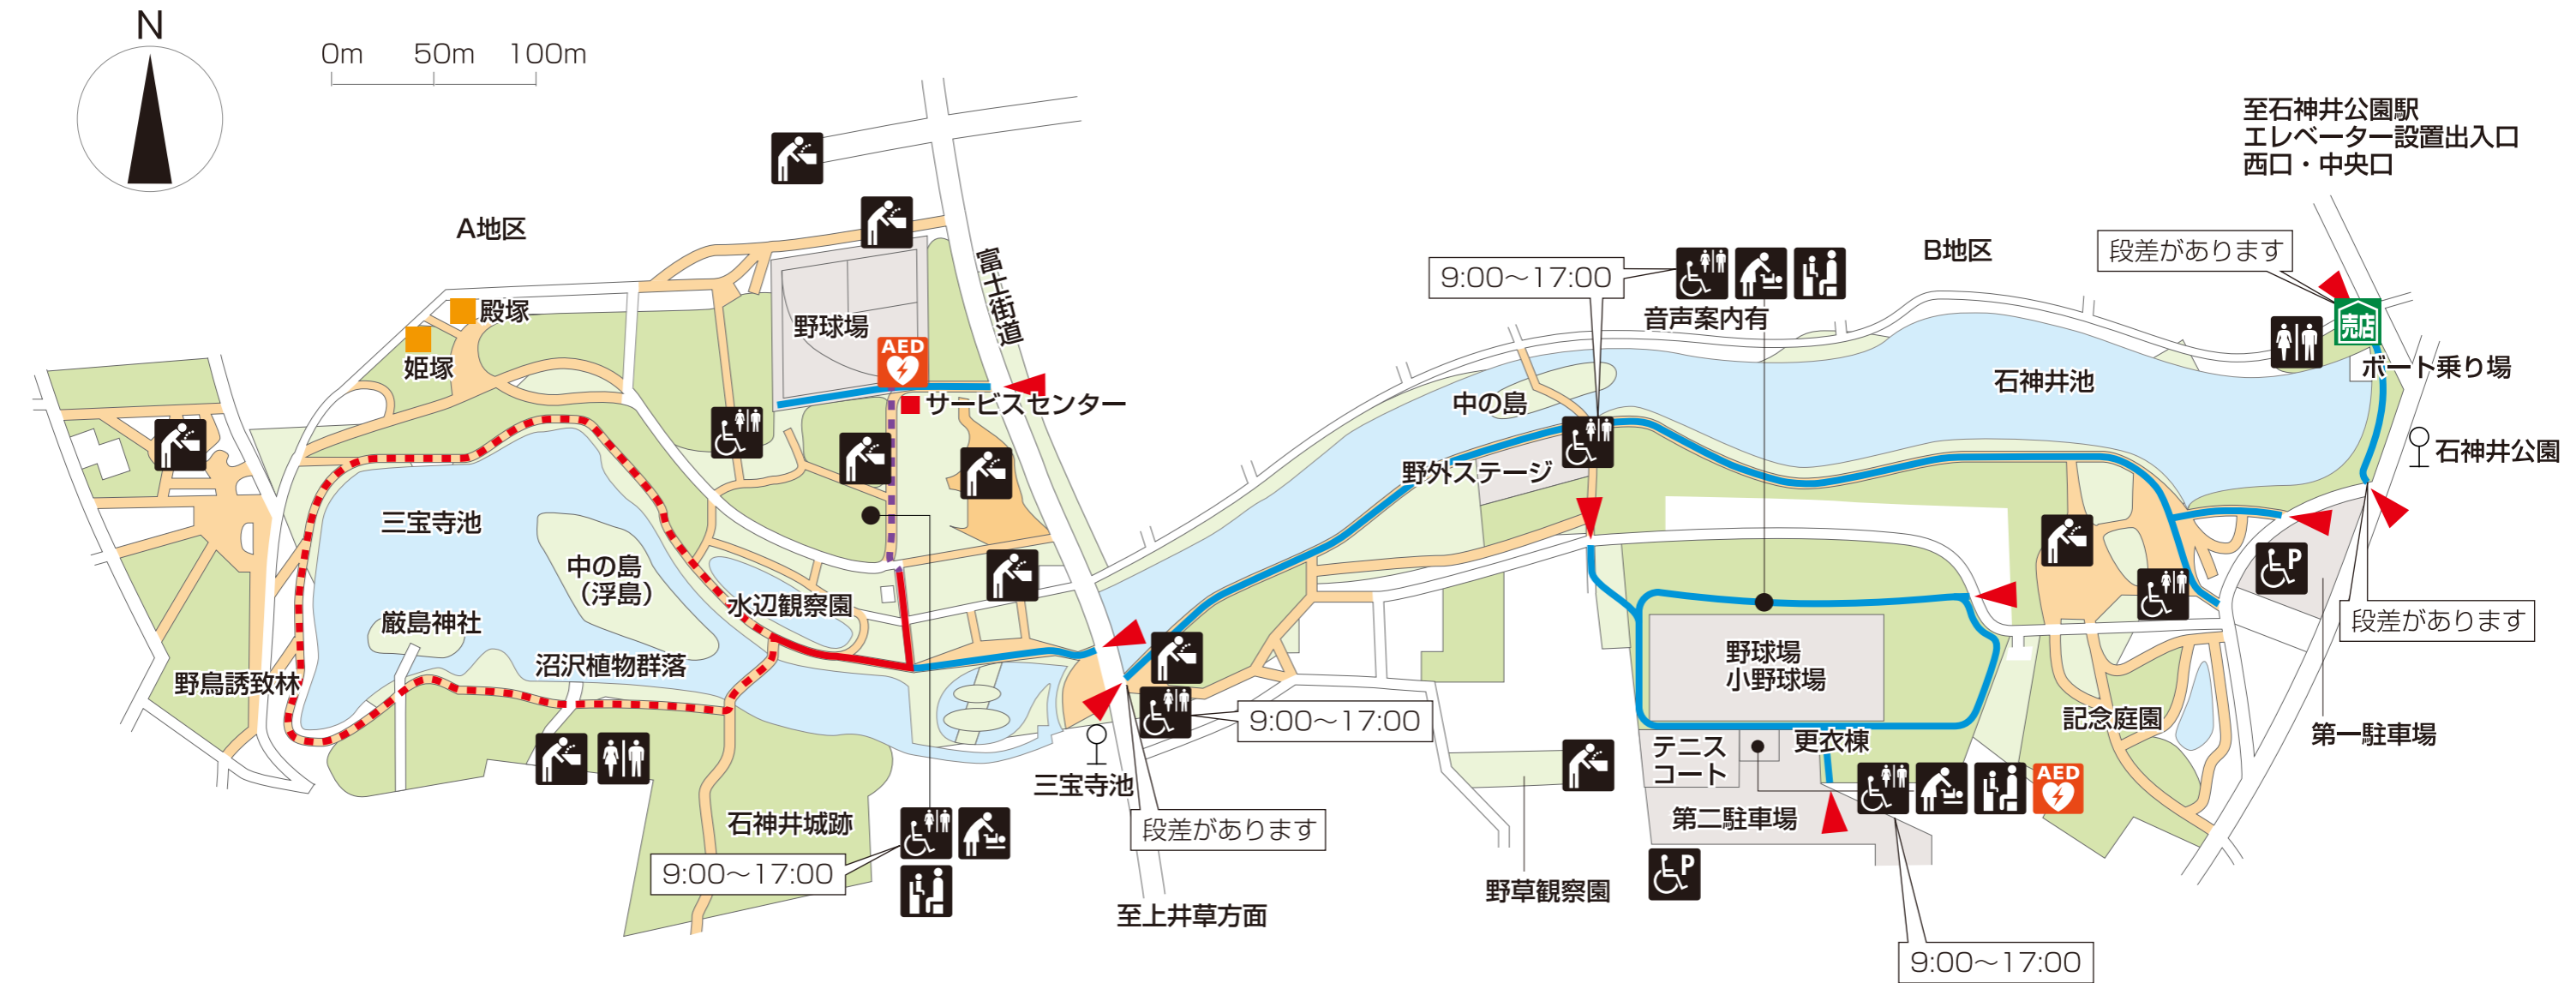 N
0m 50m 100m
至石神井公園駅
エレベーター設置出入口
西口・中央口
A地区
B地区
段差があります
9:00〜17:00
音声案内有
富士街道
殿塚
姫塚
野球場
AED
サービスセンター
売店
ボート乗り場
石神井池
中の島
野外ステージ
石神井公園
三宝寺池
中の島
（浮島）
水辺観察園
厳島神社
沼沢植物群落
野鳥誘致林
P
段差があります
野球場
小野球場
記念庭園
第一駐車場
9:00〜17:00
三宝寺池
テニス
コート
更衣棟
AED
第二駐車場
石神井城跡
段差があります
9:00〜17:00
P
野草観察園
至上井草方面
9:00〜17:00